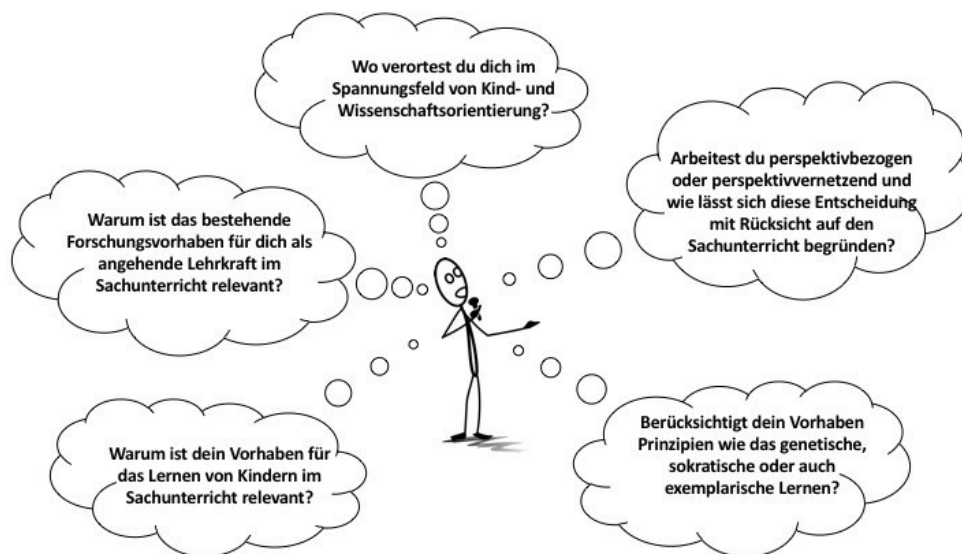 Wo verortest du dich im
Spannungsfeld von Kind- und
Wissenschaftsorientierung?
Arbeitest du perspektivbezogen
oder perspektivvernetzend und
wie lässt sich diese Entscheidung
mit Rücksicht auf den
Sachunterricht begründen?
Warum ist das bestehende
Forschungsvorhaben für dich als
angehende Lehrkraft im
Sachunterricht relevant?
Warum ist dein Vorhaben für
das Lernen von Kindern im
Sachunterricht relevant?
Berücksichtigt dein Vorhaben
Prinzipien wie das genetische,
sokratische oder auch
exemplarische Lernen?